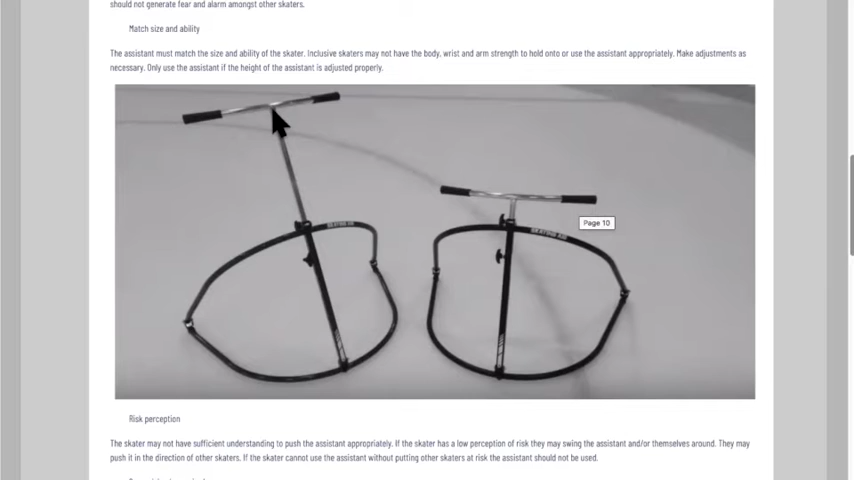 should not generate fear and alarm amongst other skaters.
Match size and ability
The assistant must match the size and ability of the skater. Inclusive skaters may not have the body, wrist and arm strength to hold onto or use the assistant appropriately. Make adjustments as
necessary. Only use the assistant if the height of the assistant is adjusted properly.
Page 10
Risk perception
The skater may not have sufficient understanding to push the assistant appropriately. If the skater has a low perception of risk they may swing the assistant and/or themselves around. They may
push it in the direction of other skaters. If the skater cannot use the assistant without putting other skaters at risk the assistant should not be used.